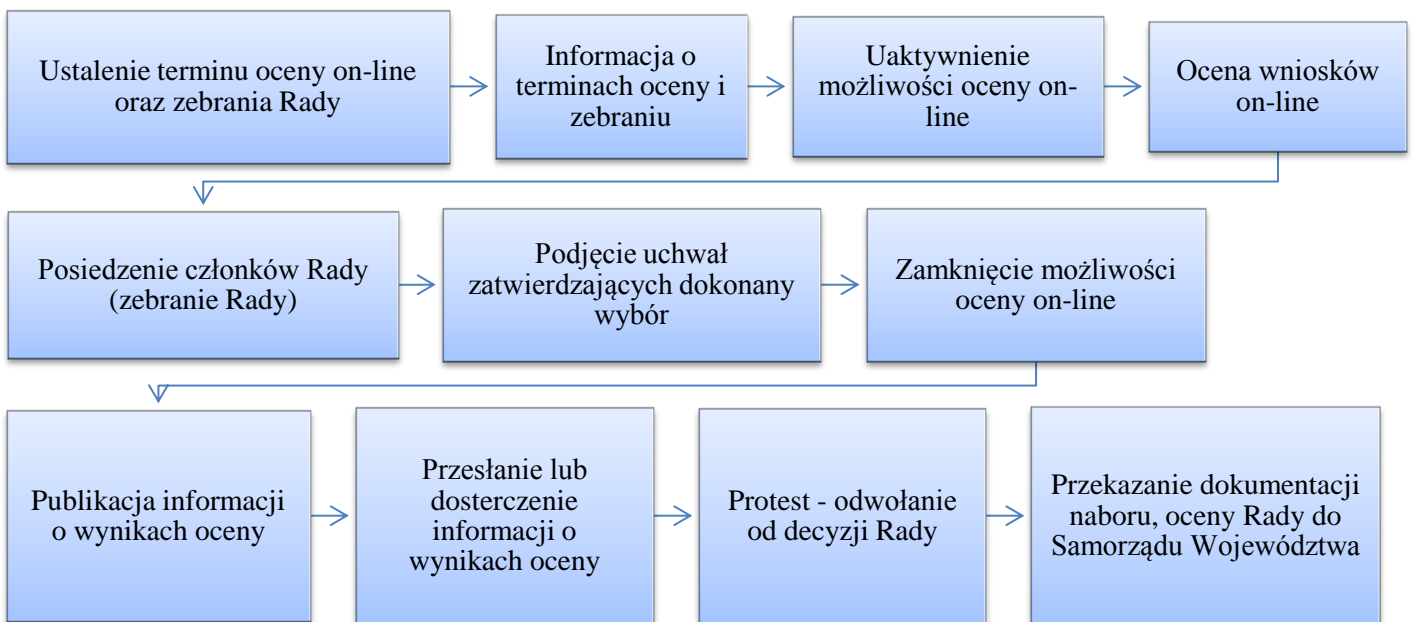 Ustalenie terminu oceny on-line
oraz zebrania Rady
Informacja o
terminach oceny i
zebraniu
Uaktywnienie
możliwości oceny on-
line
Ocena wniosków
on-line
Posiedzenie członków Rady
(zebranie Rady)
Podjęcie uchwał
zatwierdzających dokonany
wybór
Zamknięcie możliwości
oceny on-line
Publikacja informacji
o wynikach oceny
Przesłanie lub
dosterczenie
informacji o
wynikach oceny
Protest - odwołanie
od decyzji Rady
Przekazanie dokumentacji
naboru, oceny Rady do
Samorządu Województwa